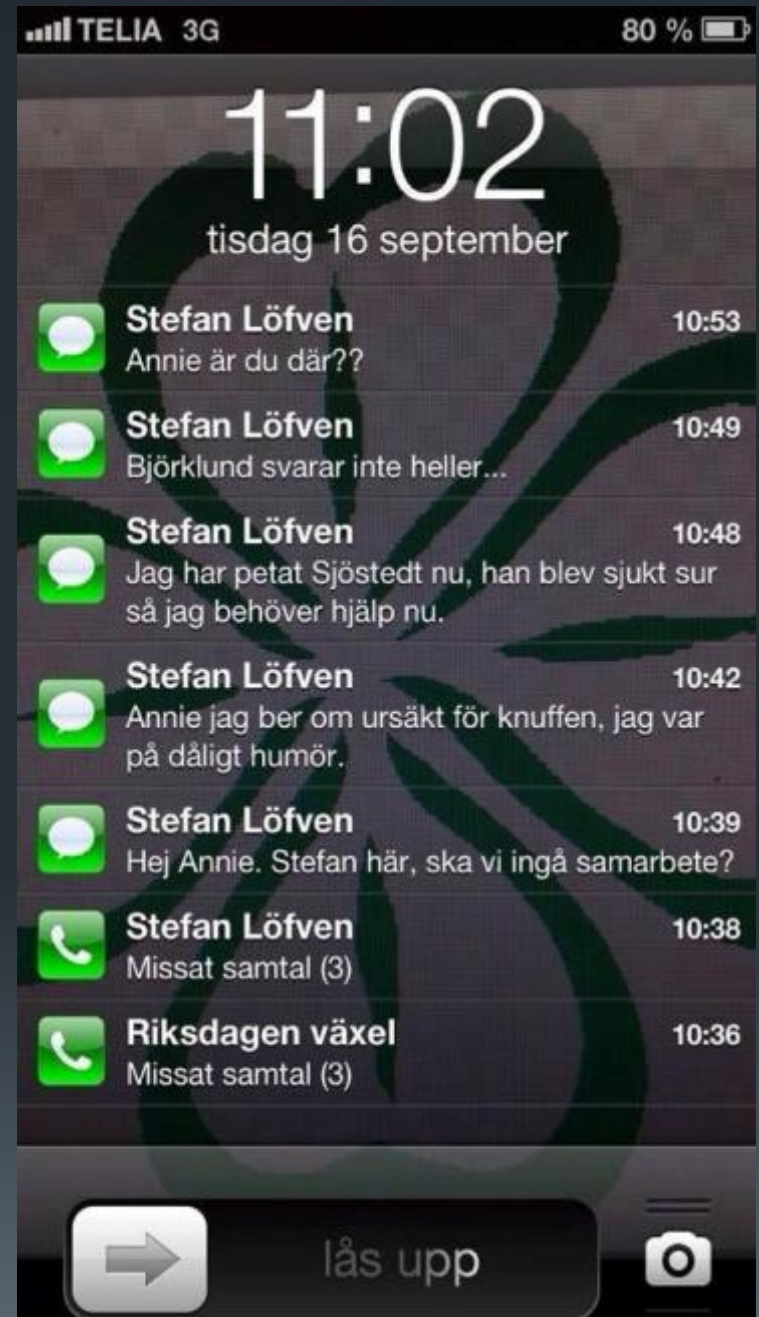 TELIA 3G 80 %
11:02
tisdag 16 september
Stefan Löfven 10:53
Annie är du där??
Stefan Löfven 10:49
Björklund svarar inte heller...
Stefan Löfven 10:48
Jag har petat Sjöstedt nu, han blev sjukt sur
så jag behöver hjälp nu.
Stefan Löfven 10:42
Annie jag ber om ursäkt för knuffen, jag var
på dåligt humör.
Stefan Löfven 10:39
Hej Annie. Stefan här, ska vi ingå samarbete?
Stefan Löfven 10:38
Missat samtal (3)
Riksdagen växel 10:36
Missat samtal (3)
lås upp